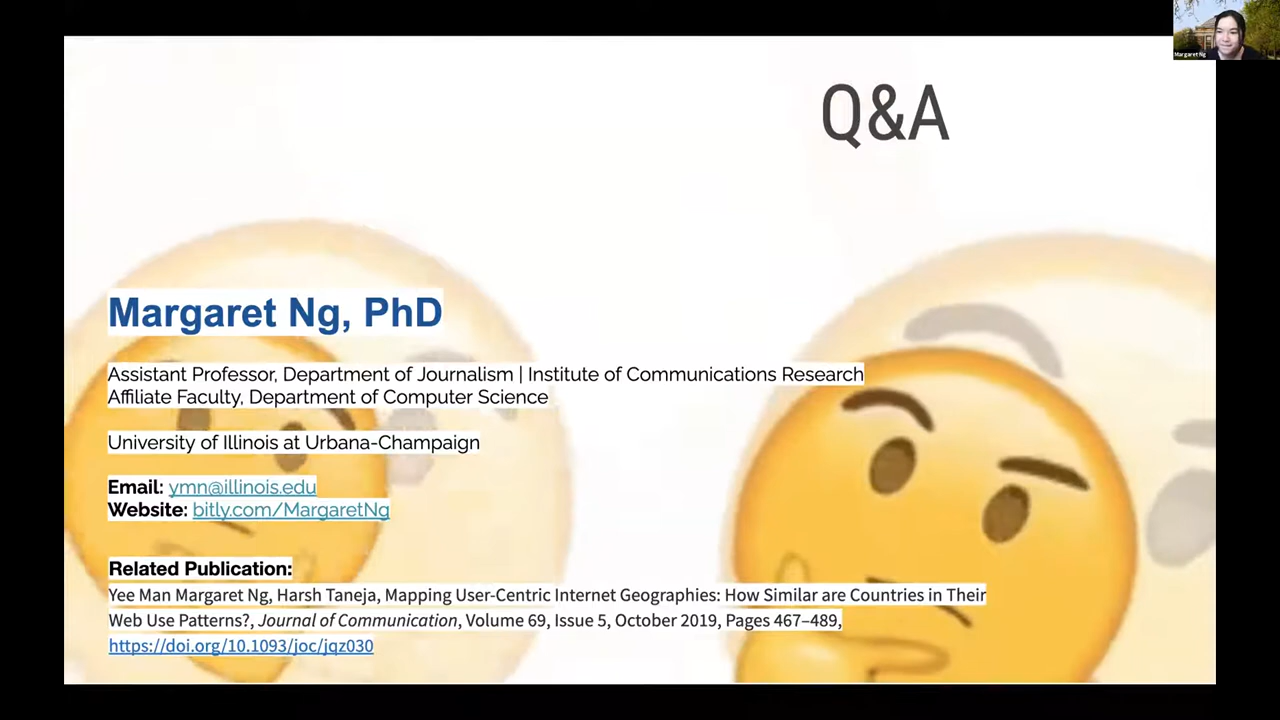 Margaret Ng
Q&A
Margaret Ng, PhD
Assistant Professor, Department of Journalism | Institute of Communications Research
Affiliate Faculty, Department of Computer Science
University of Illinois at Urbana-Champaign
Email: ymn@illinois.edu
Website: bitly.com/MargaretNg
Related Publication:
Yee Man Margaret Ng, Harsh Taneja, Mapping User-Centric Internet Geographies: How Similar are Countries in Their
Web Use Patterns?, Journal of Communication, Volume 69, Issue 5, October 2019, Pages 467–489,
https://doi.org/10.1093/joc/jqz030